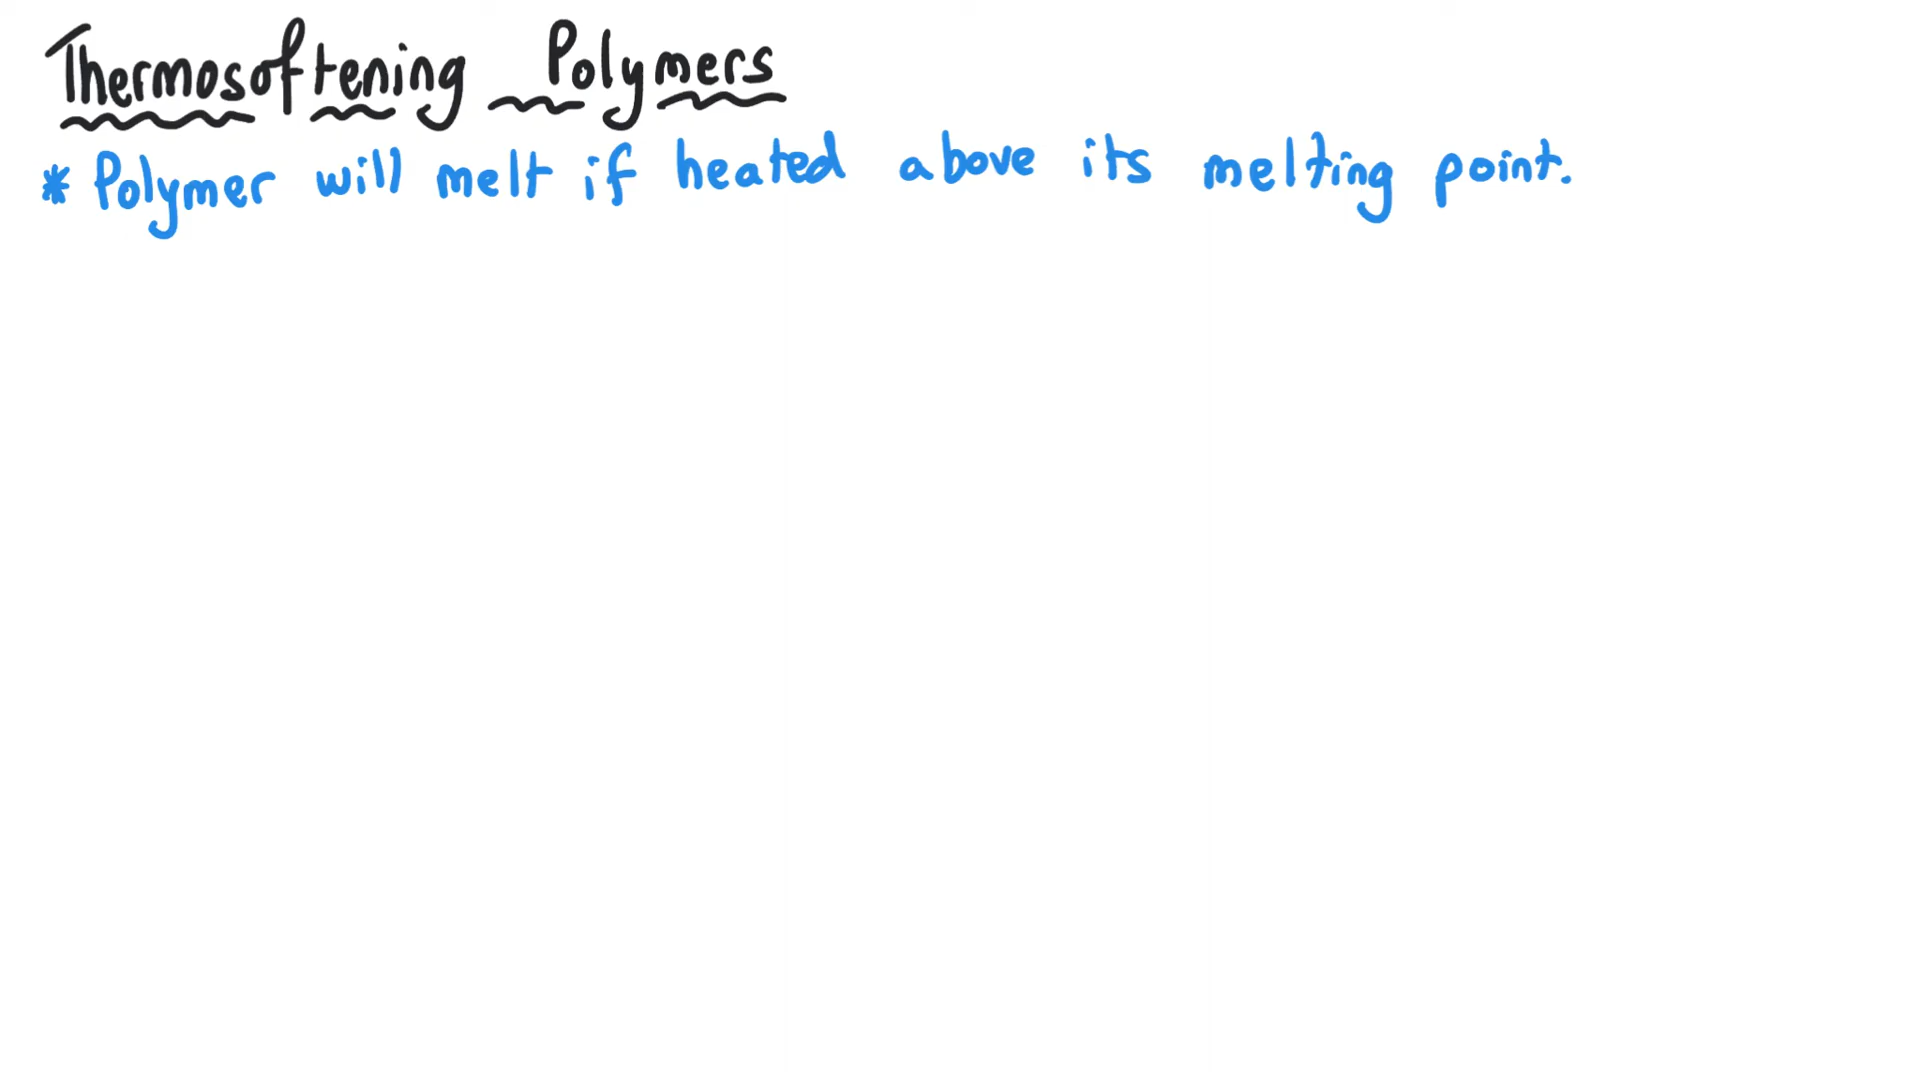 Thermosoftening Polymers
* Polymer will melt if heated above its melting point.